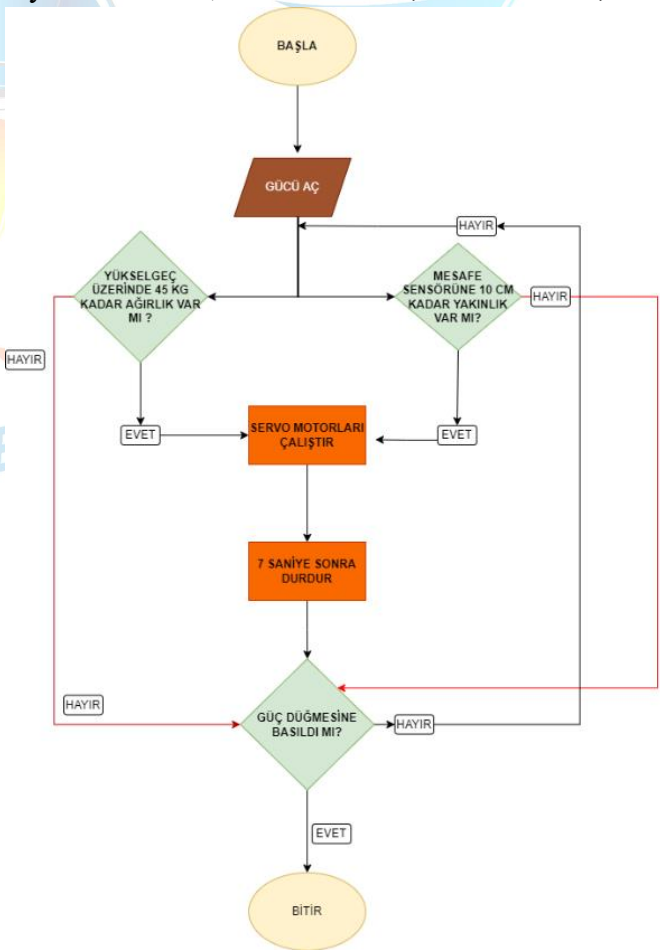 BAŞLA
GÜCÜ AÇ
HAYIR
YÜKSELGEÇ
ÜZERİNDE 45 KG
KADAR AĞIRLIK VAR
MI ?
MESAFE
SENSÖRÜNE 10 CM
KADAR YAKINLIK
VAR MI?
HAYIR
HAYIR
EVET
SERVO MOTORLARI
ÇALIŞTIR
EVET
7 SANİYE SONRA
DURDUR
HAYIR
GÜÇ DÜĞMESİNE
BASILDI MI?
HAYIR
EVET
BİTİR